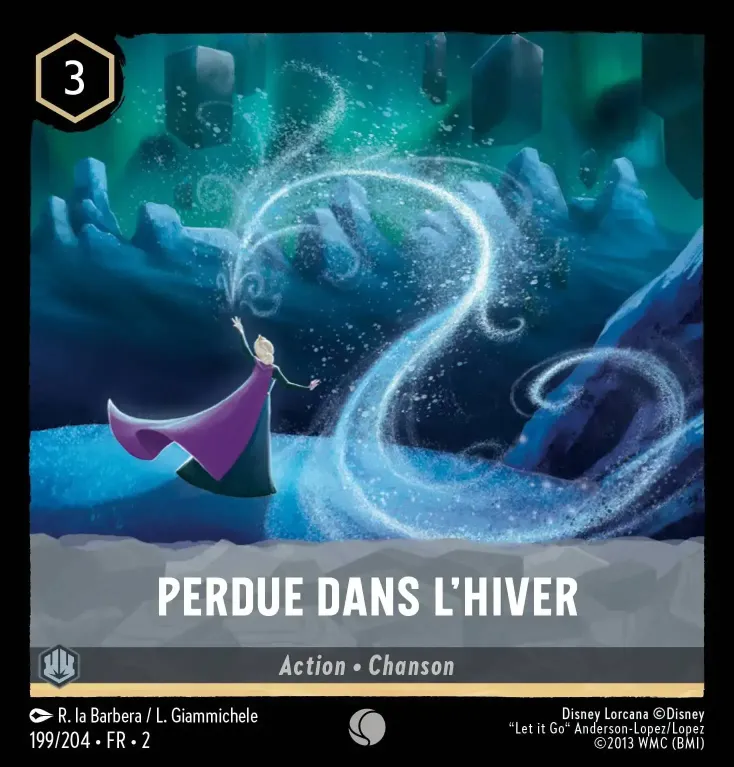 3
PERDUE DANS L'HIVER
Action • Chanson
R. la Barbera / L. Giammichele
199/204 • FR • 2
Disney Lorcana ©Disney
“Let it Go“ Anderson-Lopez/Lopez
©2013 WMC (BMI)